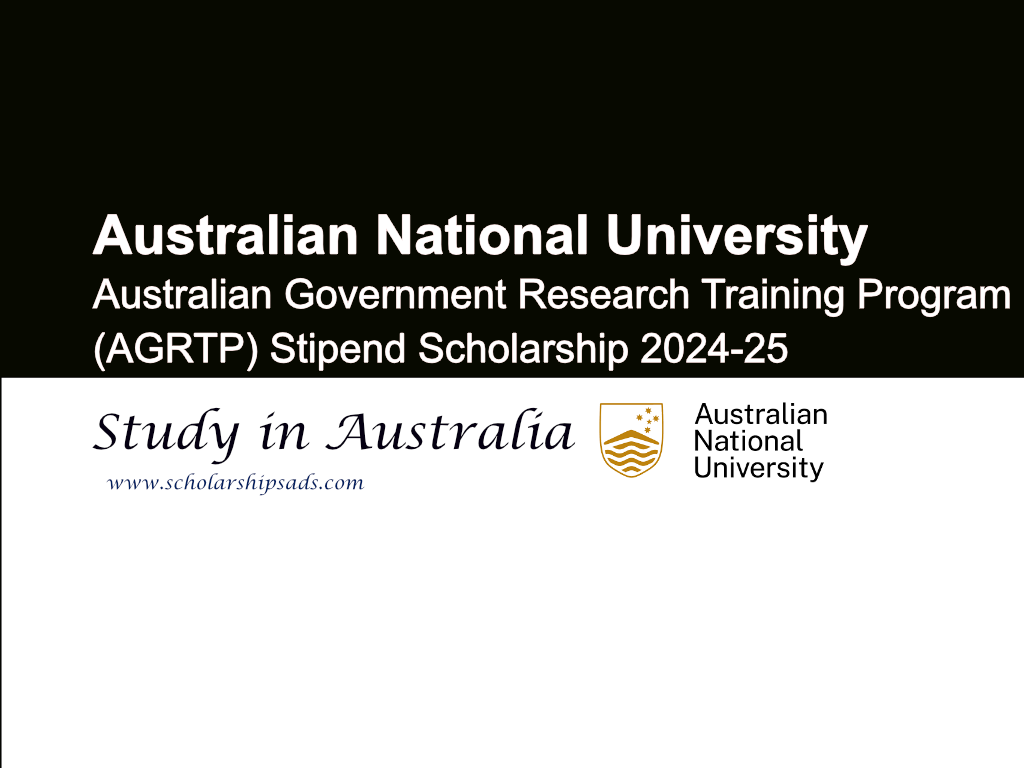 Australian National University
Australian Government Research Training Program
(AGRTP) Stipend Scholarship 2024-25
Study in Australia
www.scholarshipsads.com
Australian
National
University